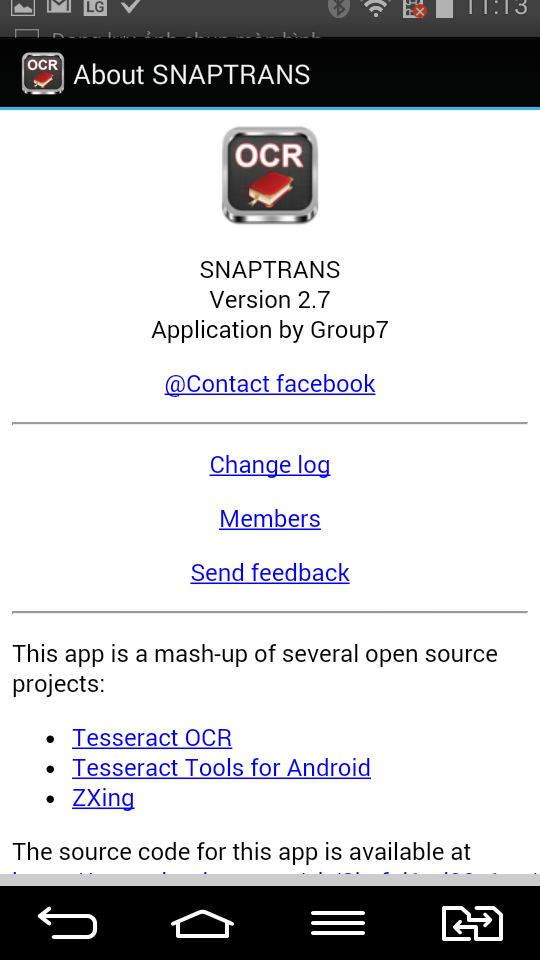 LG
11:13
Đang lưu ảnh chụp màn hình
OCR
About SNAPTRANS
OCR
SNAPTRANS
Version 2.7
Application by Group7
@Contact facebook
Change log
Members
Send feedback
This app is a mash-up of several open source
projects:
Tesseract OCR
Tesseract Tools for Android
ZXing
The source code for this app is available at